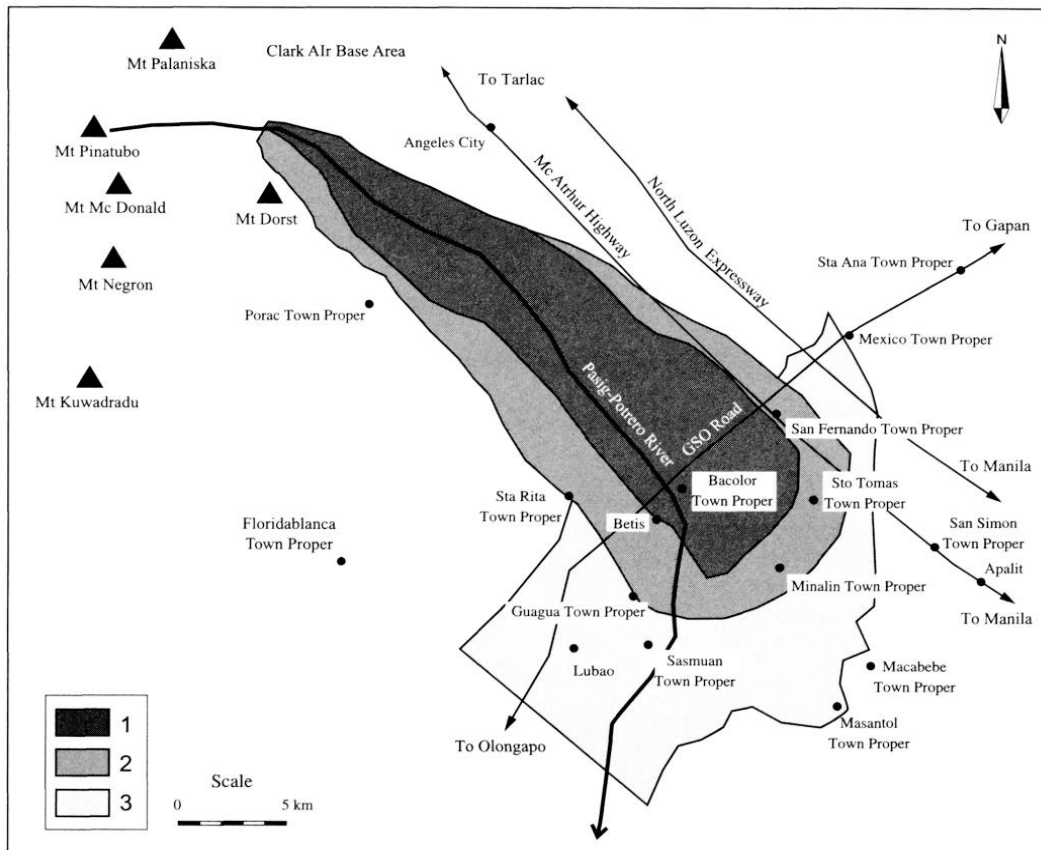 Mt Palaniska
Clark AIr Base Area
N
To Tarlac
Mt Pinatubo
Angeles City
Mc Atrhur Highway
North Luzon Expressway
Mt Mc Donald
Mt Dorst
To Gapan
Sta Ana Town Proper
Mt Negron
Porac Town Proper
Mexico Town Proper
Mt Kuwadradu
Pasig-Potrero River
GSO Road
San Fernando Town Proper
To Manila
Bacolor
Town Proper
Sto Tomas
Town Proper
Sta Rita
Town Proper
Betis
Floridablanca
Town Proper
San Simon
Town Proper
Apalit
Minalin Town Proper
To Manila
Guagua Town Proper
Lubao
Sasmuan
Town Proper
Macabebe
Town Proper
Masantol
Town Proper
To Olongapo
1
2
3
Scale
0 5 km